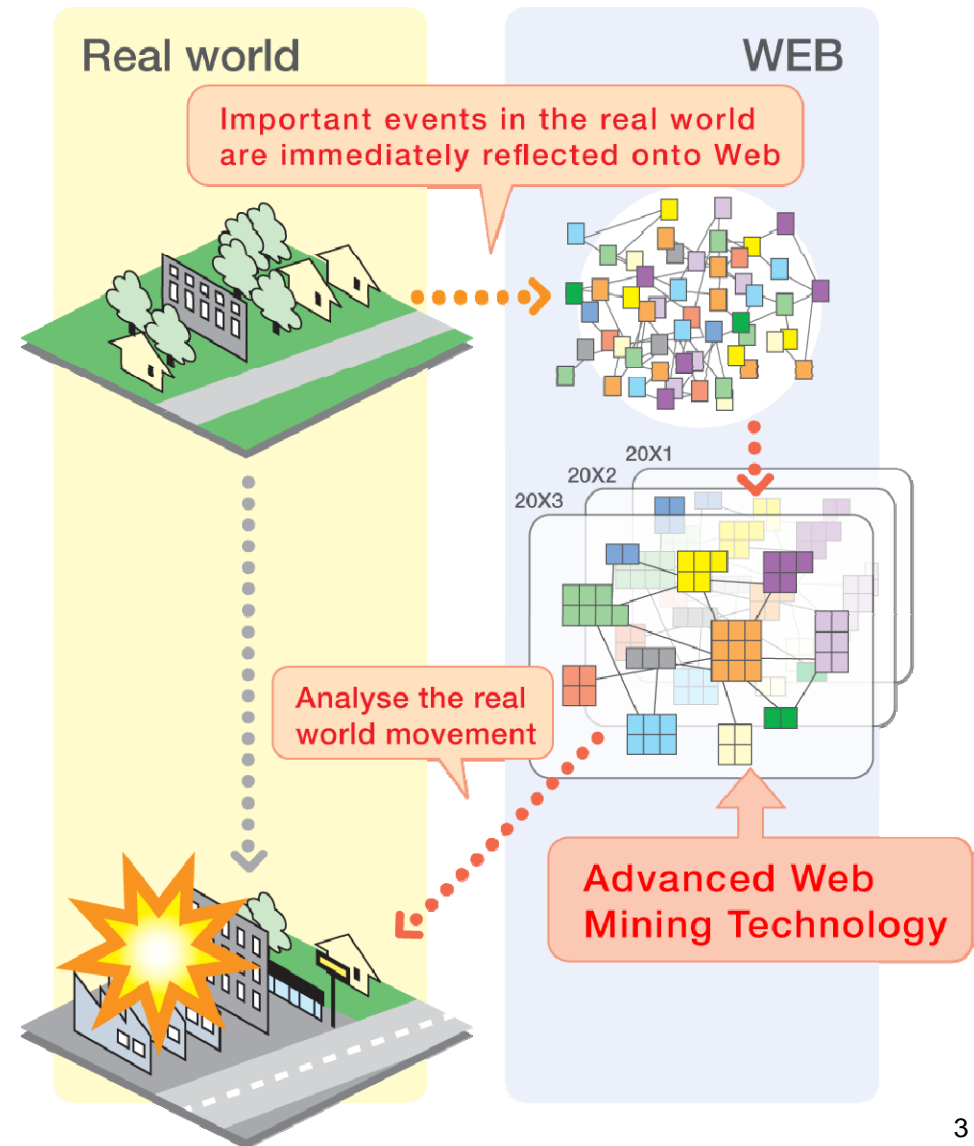 Real world
WEB
Important events in the real world
are immediately reflected onto Web
20X1
20X2
20X3
Analyse the real
world movement
Advanced Web
Mining Technology
3